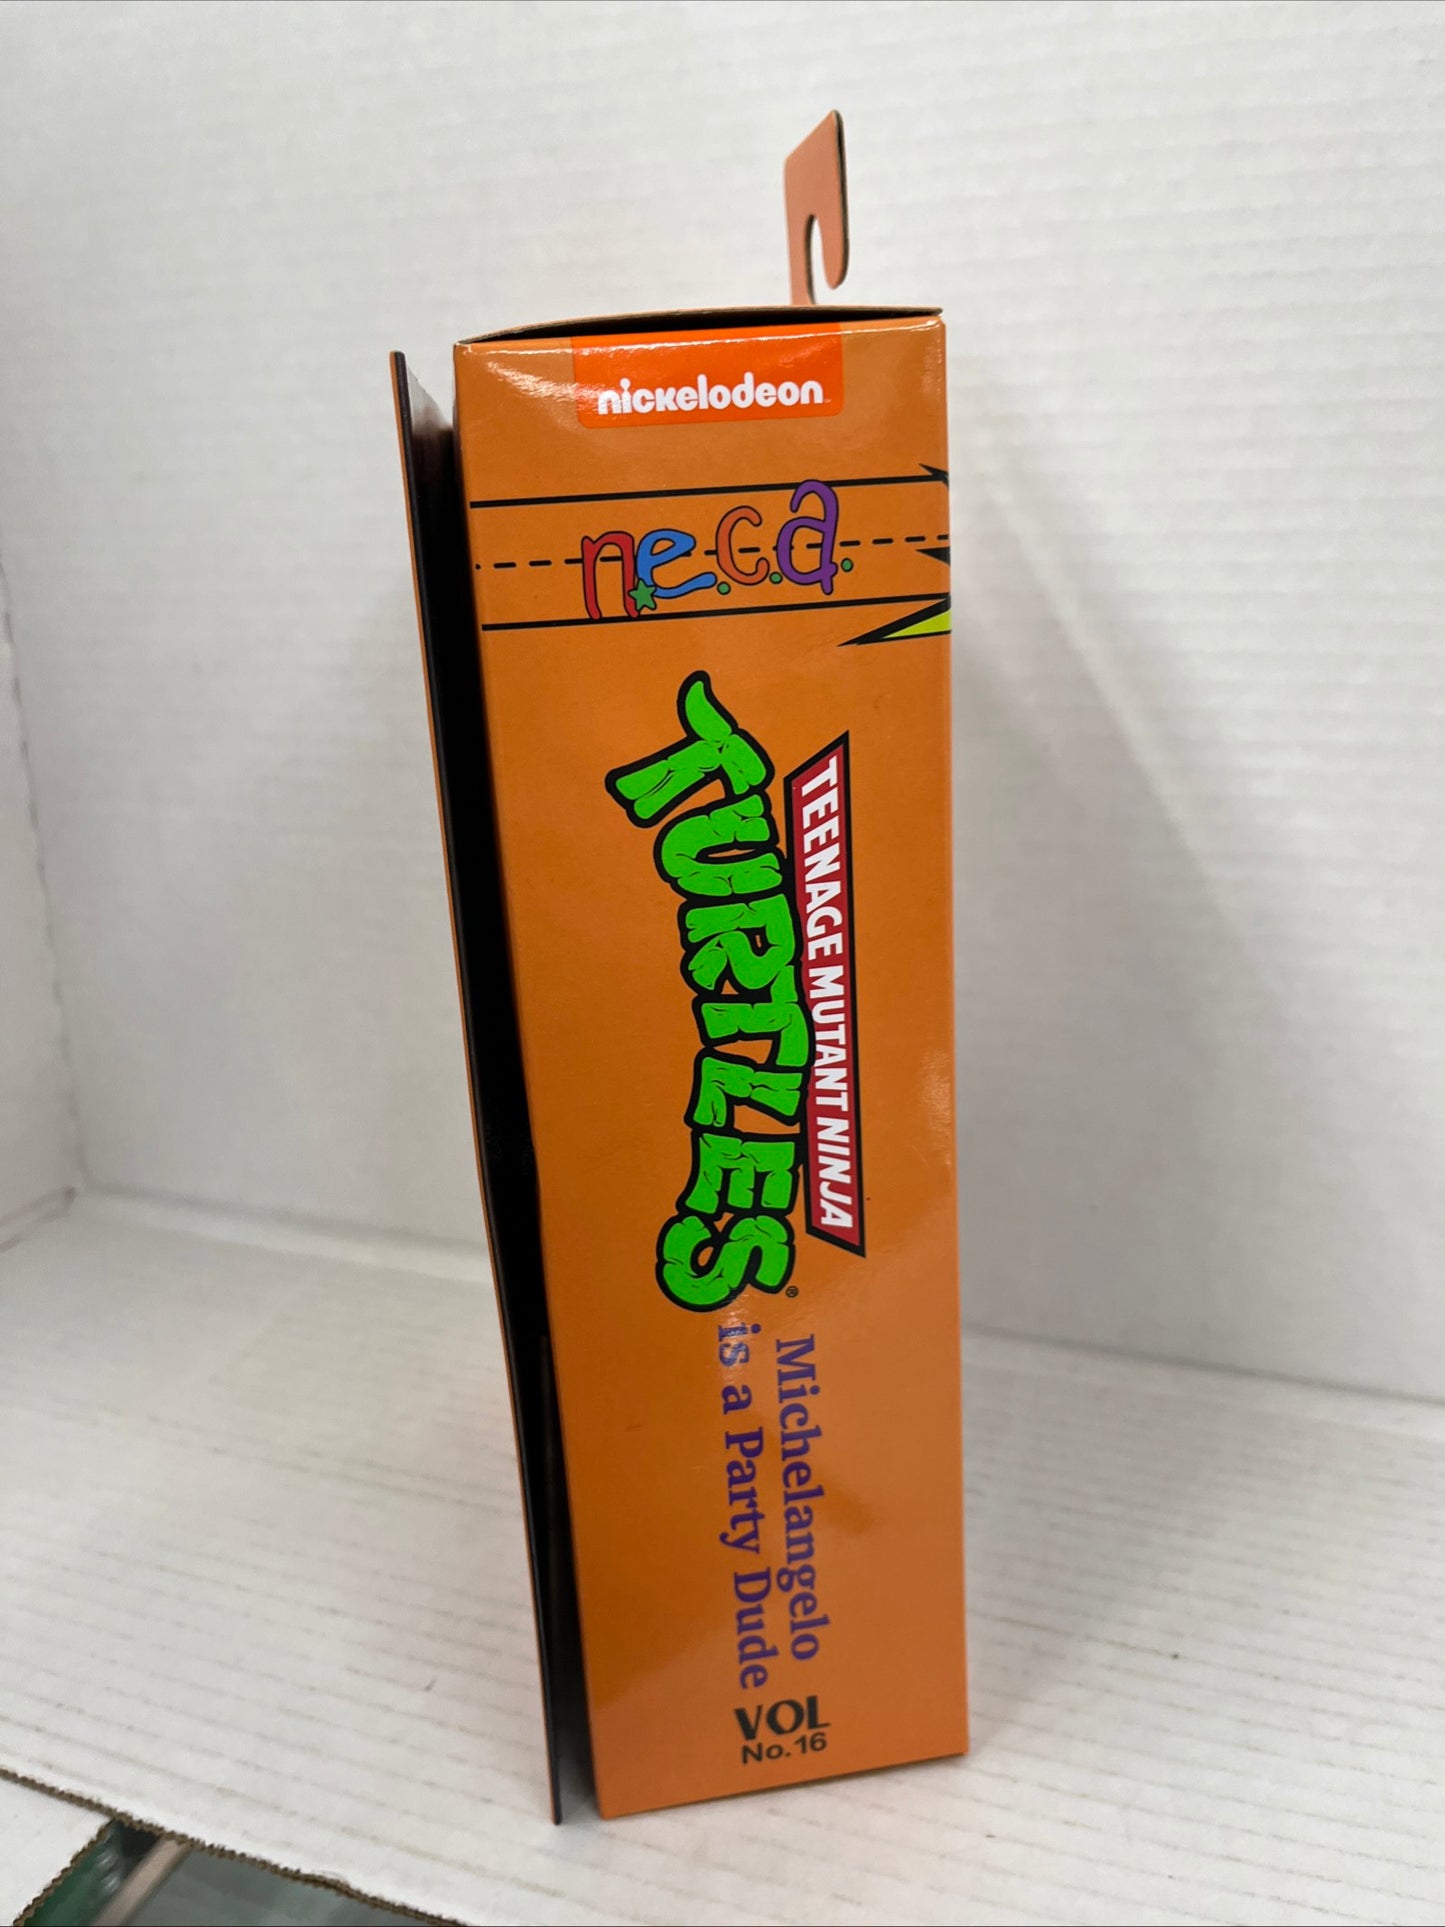 nickelodeon
n.e.c.a.
TEENAGE MUTANT NINJA
TURTLES®
Michelangelo
is a Party Dude
VOL
No. 16